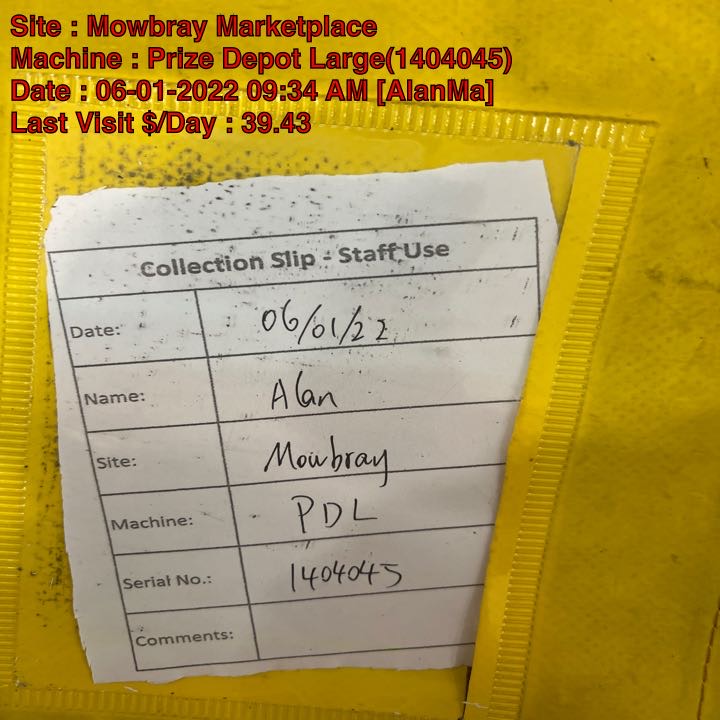 Site : Mowbray Marketplace
Machine : Prize Depot Large(1404045)
Date : 06-01-2022 09:34 AM [AlanMa]
Last Visit $/Day : 39.43
Collection Slip - Staff Use
Date: 06/01/22
Name: Alan
Site: Mowbray
Machine: PDL
Serial No.: 1404045
Comments: